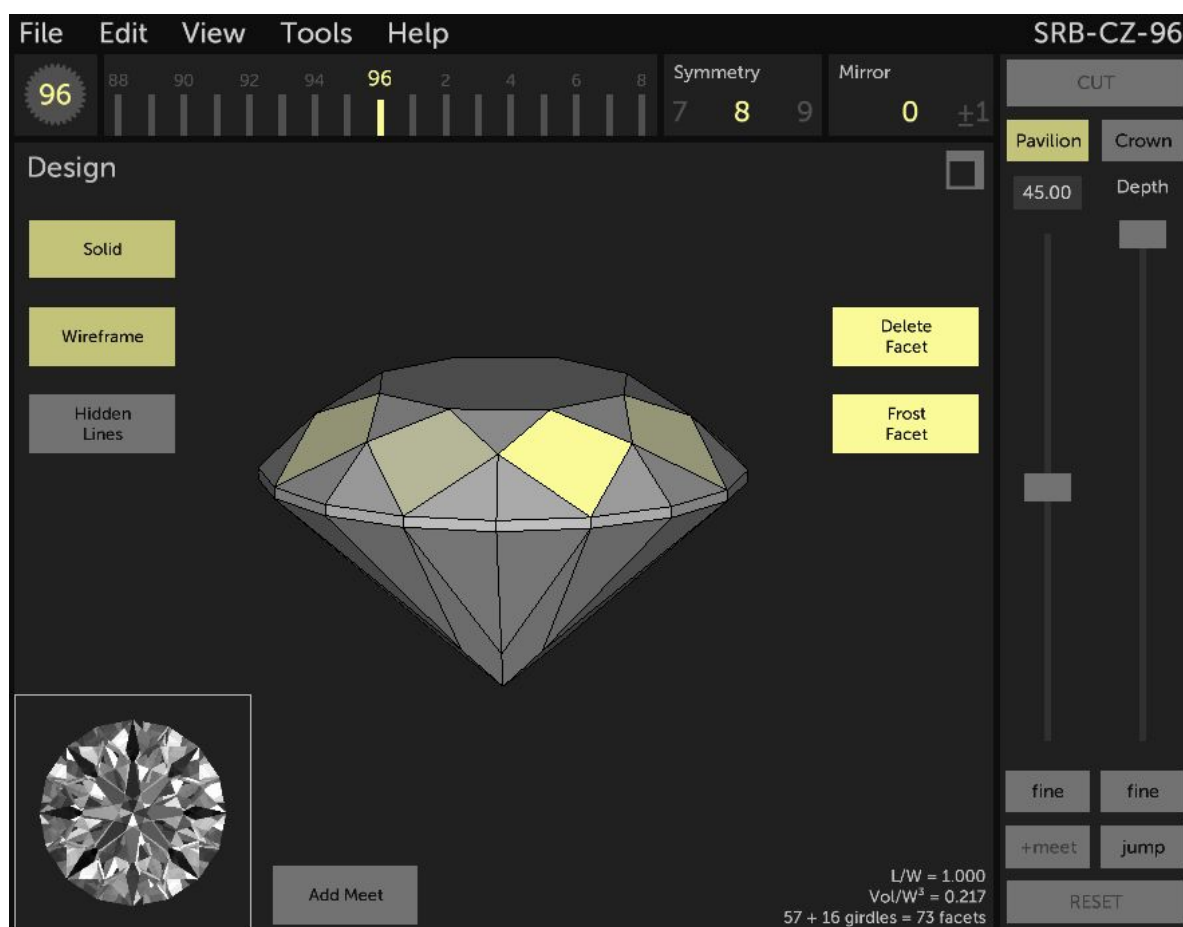 File Edit View Tools Help SRB-CZ-96
96 88 90 92 94 96 2 4 6 8
Symmetry
7 8 9
Mirror
0 ±1
CUT
Pavilion Crown
45.00 Depth
Design
Solid
Wireframe
Hidden
Lines
Delete
Facet
Frost
Facet
fine fine
+meet jump
RESET
Add Meet
L/W = 1.000
Vol/W³ = 0.217
57 + 16 girdles = 73 facets